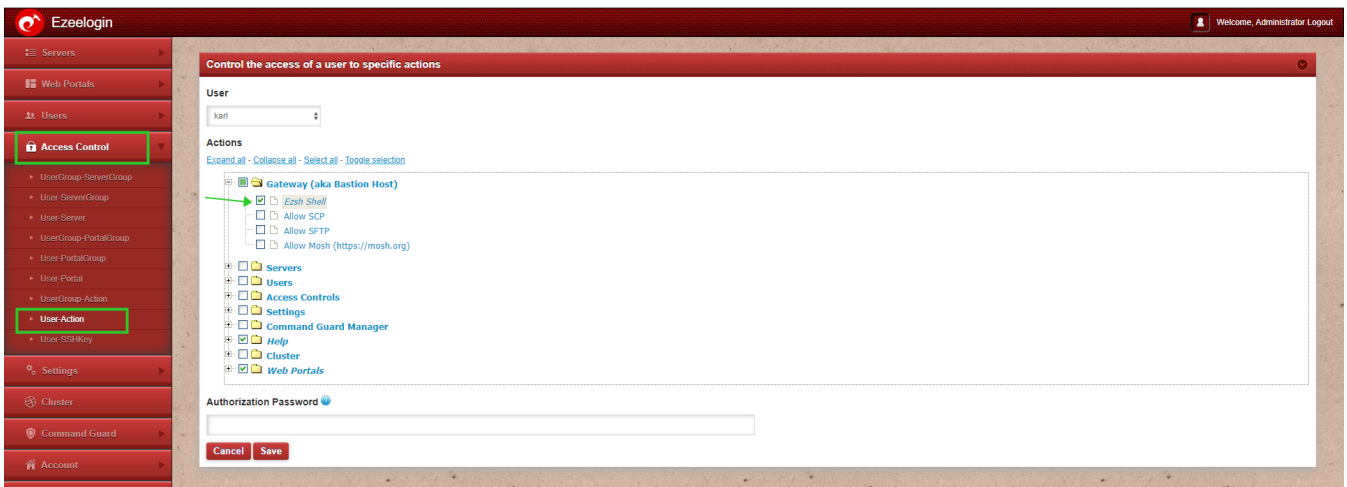 Ezeelogin
Welcome, Administrator Logout
Servers
Web Portals
Users
Access Control
UserGroup-ServerGroup
User-ServerGroup
User-Server
UserGroup-PortalGroup
User-PortalGroup
User-Portal
UserGroup-Action
User-Action
User-SSHKey
Settings
Cluster
Command Guard
Account
Control the access of a user to specific actions
User
karl
Actions
Expand all - Collapse all - Select all - Toggle selection
Gateway (aka Bastion Host)
Ezsh Shell
Allow SCP
Allow SFTP
Allow Mosh (https://mosh.org)
Servers
Users
Access Controls
Settings
Command Guard Manager
Help
Cluster
Web Portals
Authorization Password
Cancel Save